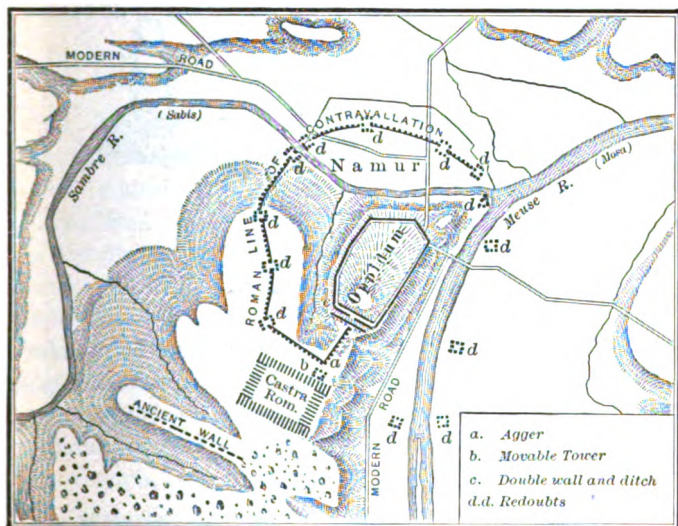 MODERN ROAD
(Sabis)
Sambre R.
ROMAN LINE OF CONTRAVALLATION
Namur
Meuse R.
(Mosa)
d
d
d
d
d
d
d
d
d
d
d
d
d
Oppidum
c
a
b
Castra
Rom.
ANCIENT WALL
MODERN ROAD
a. Agger
b. Movable Tower
c. Double wall and ditch
d.d. Redoubts